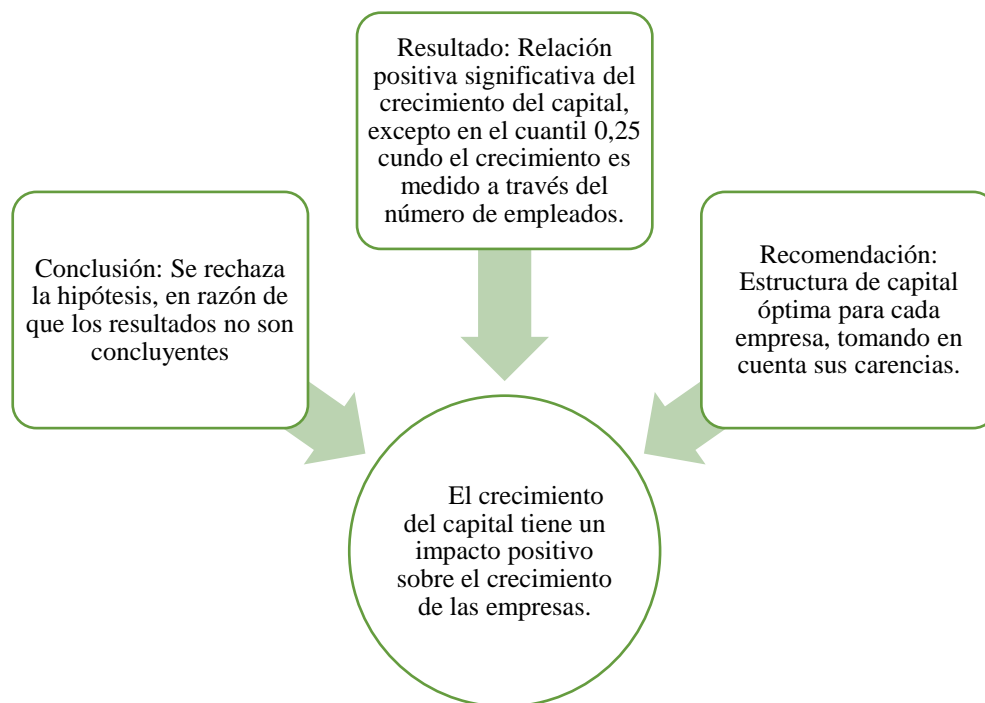 Resultado: Relación
positiva significativa del
crecimiento del capital,
excepto en el cuantil 0,25
cundo el crecimiento es
medido a través del
número de empleados.
Conclusión: Se rechaza
la hipótesis, en razón de
que los resultados no son
concluyentes
Recomendación:
Estructura de capital
óptima para cada
empresa, tomando en
cuenta sus carencias.
El crecimiento
del capital tiene un
impacto positivo
sobre el crecimiento
de las empresas.